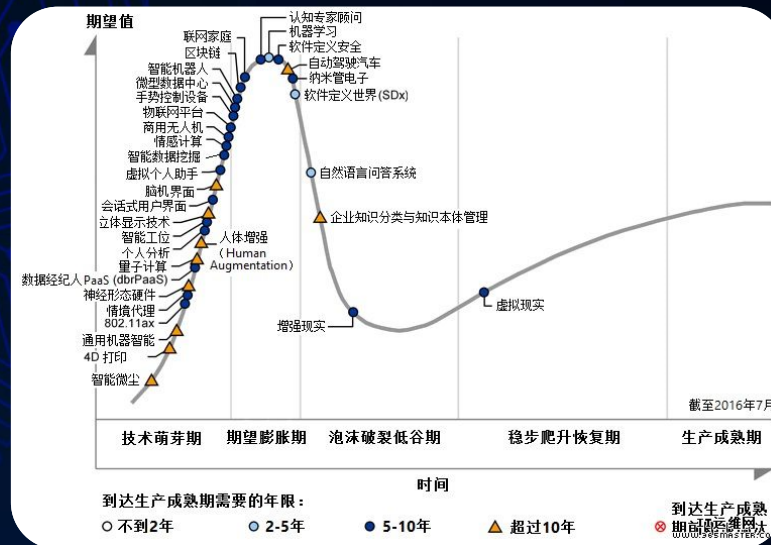 期望值
认知专家顾问
机器学习
软件定义安全
自动驾驶汽车
纳米管电子
软件定义世界(SDx)
联网家庭
区块链
智能机器人
微型数据中心
手势控制设备
物联网平台
商用无人机
情感计算
智能数据挖掘
虚拟个人助手
脑机界面
会话式用户界面
立体显示技术
智能工位
个人分析
量子计算
数据经纪人PaaS (dbrPaaS)
神经形态硬件
情境代理
802.11ax
通用机器智能
4D 打印
智能微尘
人体增强
(Human
Augmentation)
自然语言问答系统
企业知识分类与知识本体管理
增强现实
虚拟现实
截至2016年7月
技术萌芽期
期望膨胀期
泡沫破裂低谷期
稳步爬升恢复期
生产成熟期
时间
到达生产成熟期需要的年限：
不到2年
2-5年
5-10年
超过10年
到达生产成熟
期前
IT运维网
WWW.365MASTER.COM